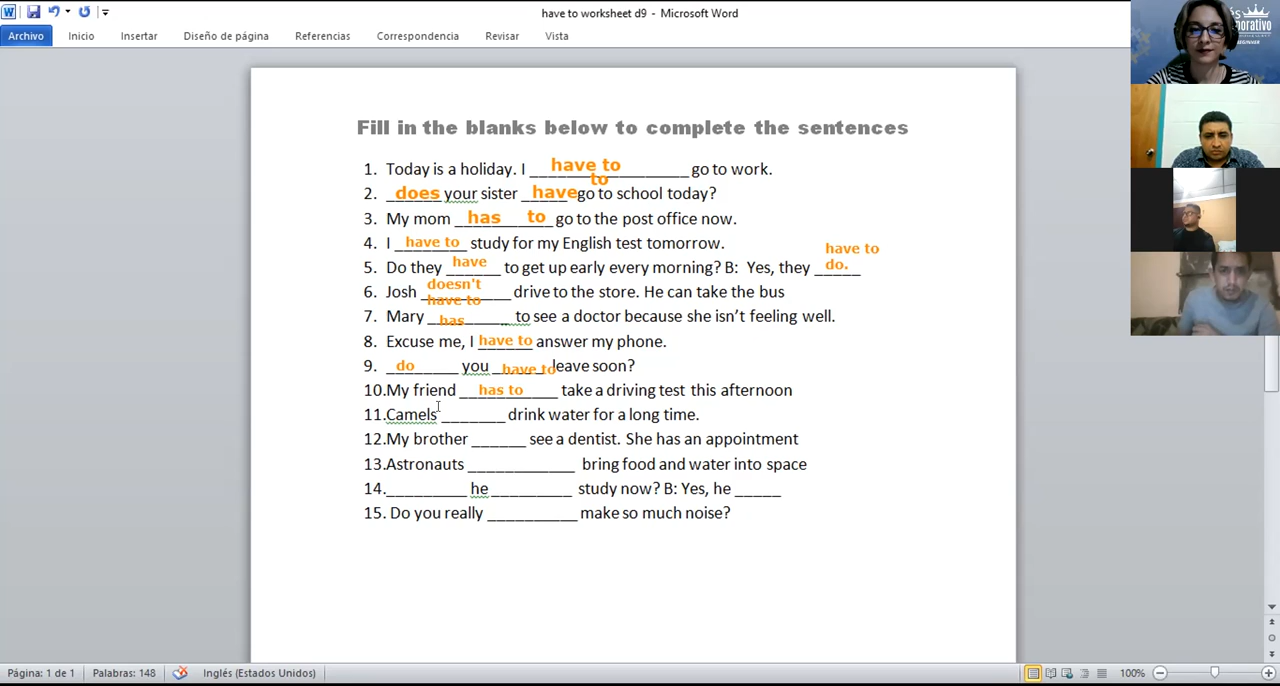 have to worksheet d9 - Microsoft Word
Archivo Inicio Insertar Diseño de página Referencias Correspondencia Revisar Vista
Fill in the blanks below to complete the sentences
1. Today is a holiday. I ____have to____ go to work.
2. does your sister have to go to school today?
3. My mom has to go to the post office now.
4. I have to study for my English test tomorrow.
5. Do they have to get up early every morning? B: Yes, they have to do.
6. Josh doesn't have to drive to the store. He can take the bus
7. Mary has to see a doctor because she isn't feeling well.
8. Excuse me, I have to answer my phone.
9. do you have to leave soon?
10.My friend has to take a driving test this afternoon
11.Camels _______ drink water for a long time.
12.My brother ______ see a dentist. She has an appointment
13.Astronauts ____________ bring food and water into space
14._________ he _________ study now? B: Yes, he _____
15. Do you really __________ make so much noise?
Página: 1 de 1 Palabras: 148 Inglés (Estados Unidos) 100%